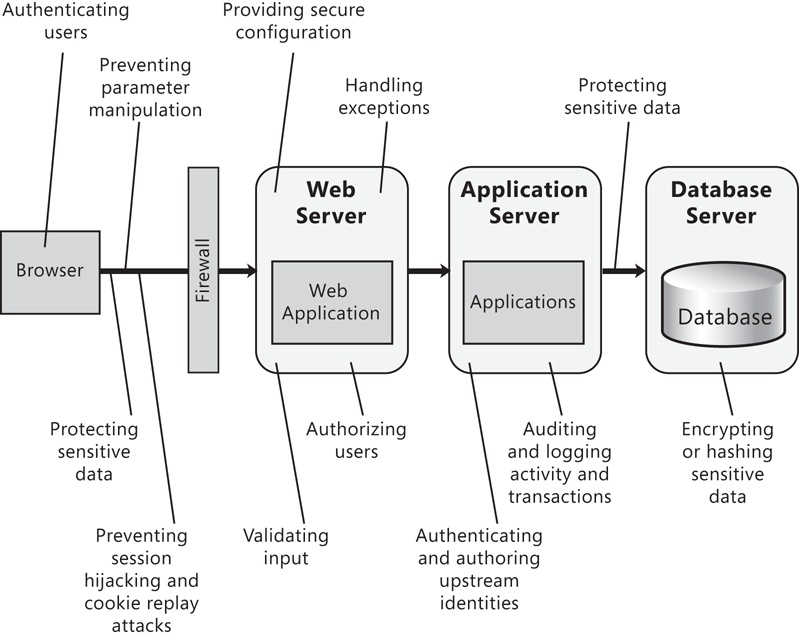 Authenticating
users
Providing secure
configuration
Preventing
parameter
manipulation
Handling
exceptions
Protecting
sensitive data
Browser
Firewall
Web
Server
Web
Application
Application
Server
Applications
Database
Server
Database
Protecting
sensitive
data
Authorizing
users
Auditing
and logging
activity and
transactions
Encrypting
or hashing
sensitive
data
Preventing
session
hijacking and
cookie replay
attacks
Validating
input
Authenticating
and authoring
upstream
identities